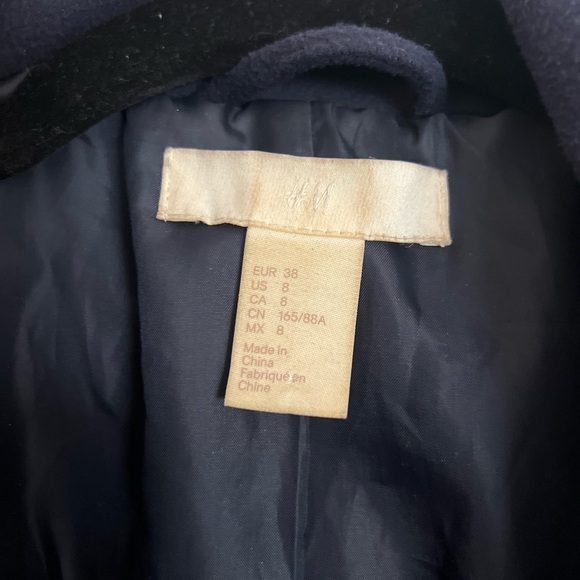 H&M
EUR 38
US 8
CA 8
CN 165/88A
MX 8
Made in
China
Fabriqué en
Chine